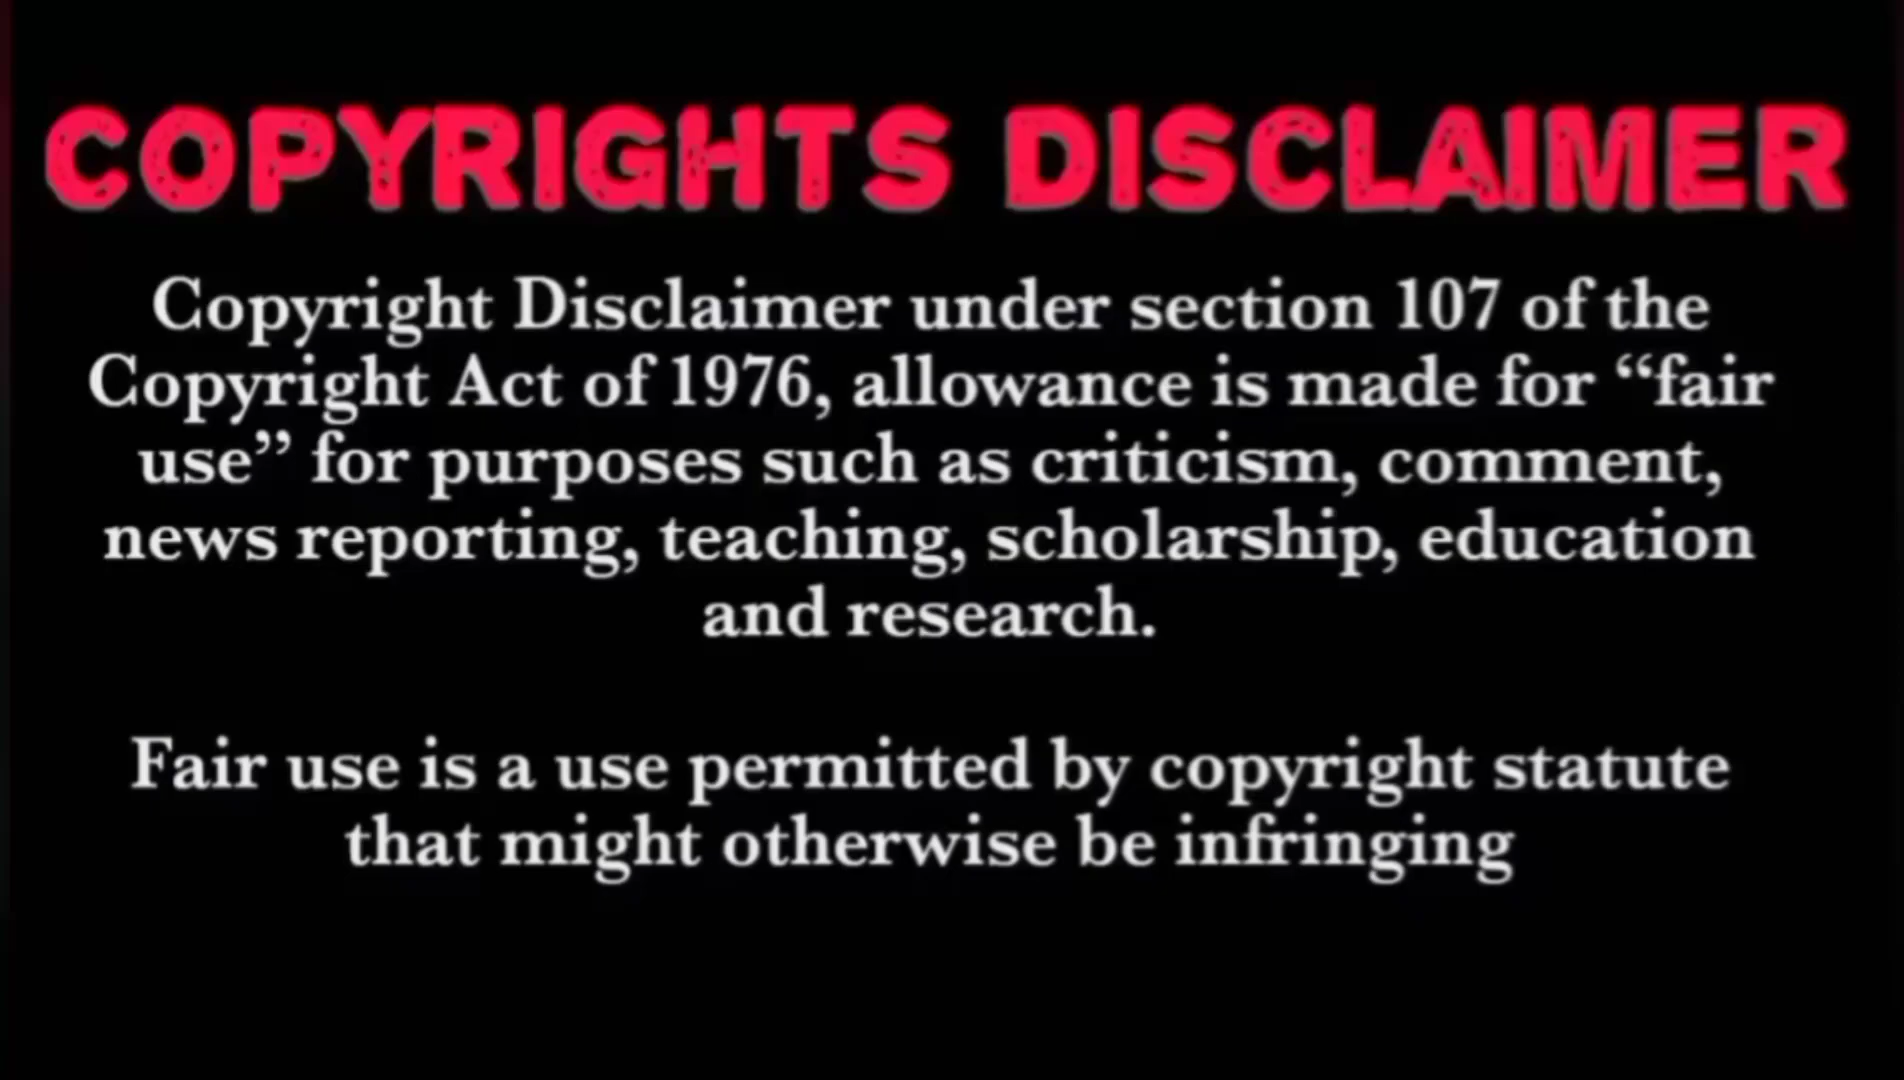 COPYRIGHTS DISCLAIMER
Copyright Disclaimer under section 107 of the
Copyright Act of 1976, allowance is made for “fair
use” for purposes such as criticism, comment,
news reporting, teaching, scholarship, education
and research.
Fair use is a use permitted by copyright statute
that might otherwise be infringing